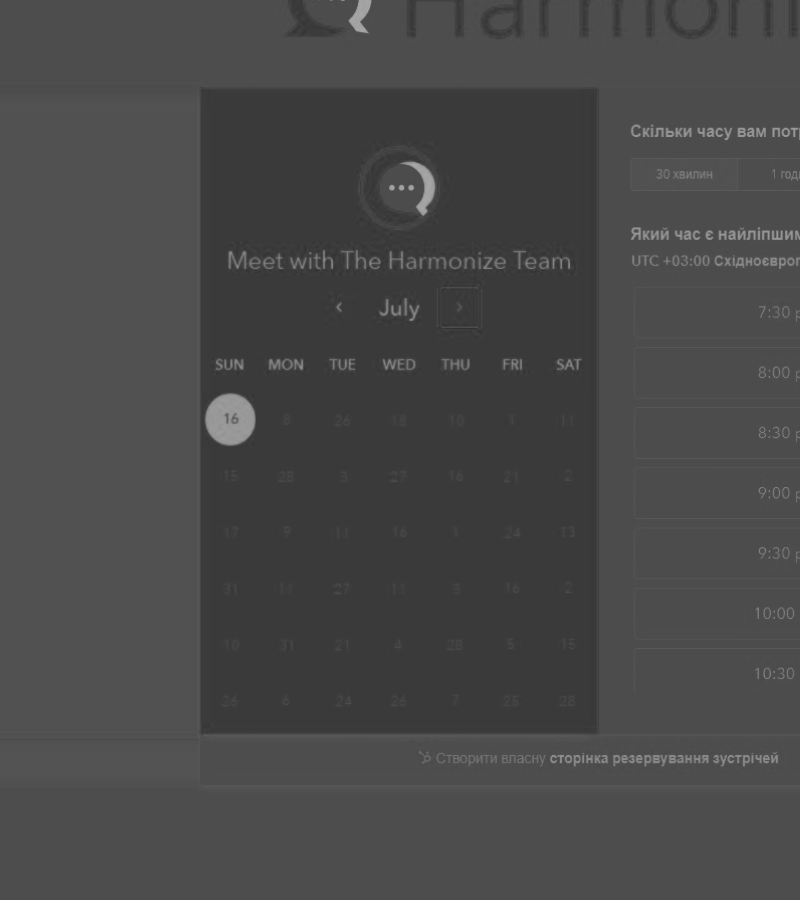 Harmoni
Скільки часу вам пот
30 хвилин
1 год
Meet with The Harmonize Team
Який час є найліпшим
UTC +03:00 Східноєвроп
‹ July ›
SUN MON TUE WED THU FRI SAT
16 8 26 18 10 1 11
15 28 3 27 16 21 2
17 9 11 16 1 24 13
31 11 27 11 3 16 2
10 31 21 4 28 5 15
26 6 24 26 7 25 28
7:30
8:00
8:30
9:00
9:30
10:00
10:30
Створити власну сторінка резервування зустрічей